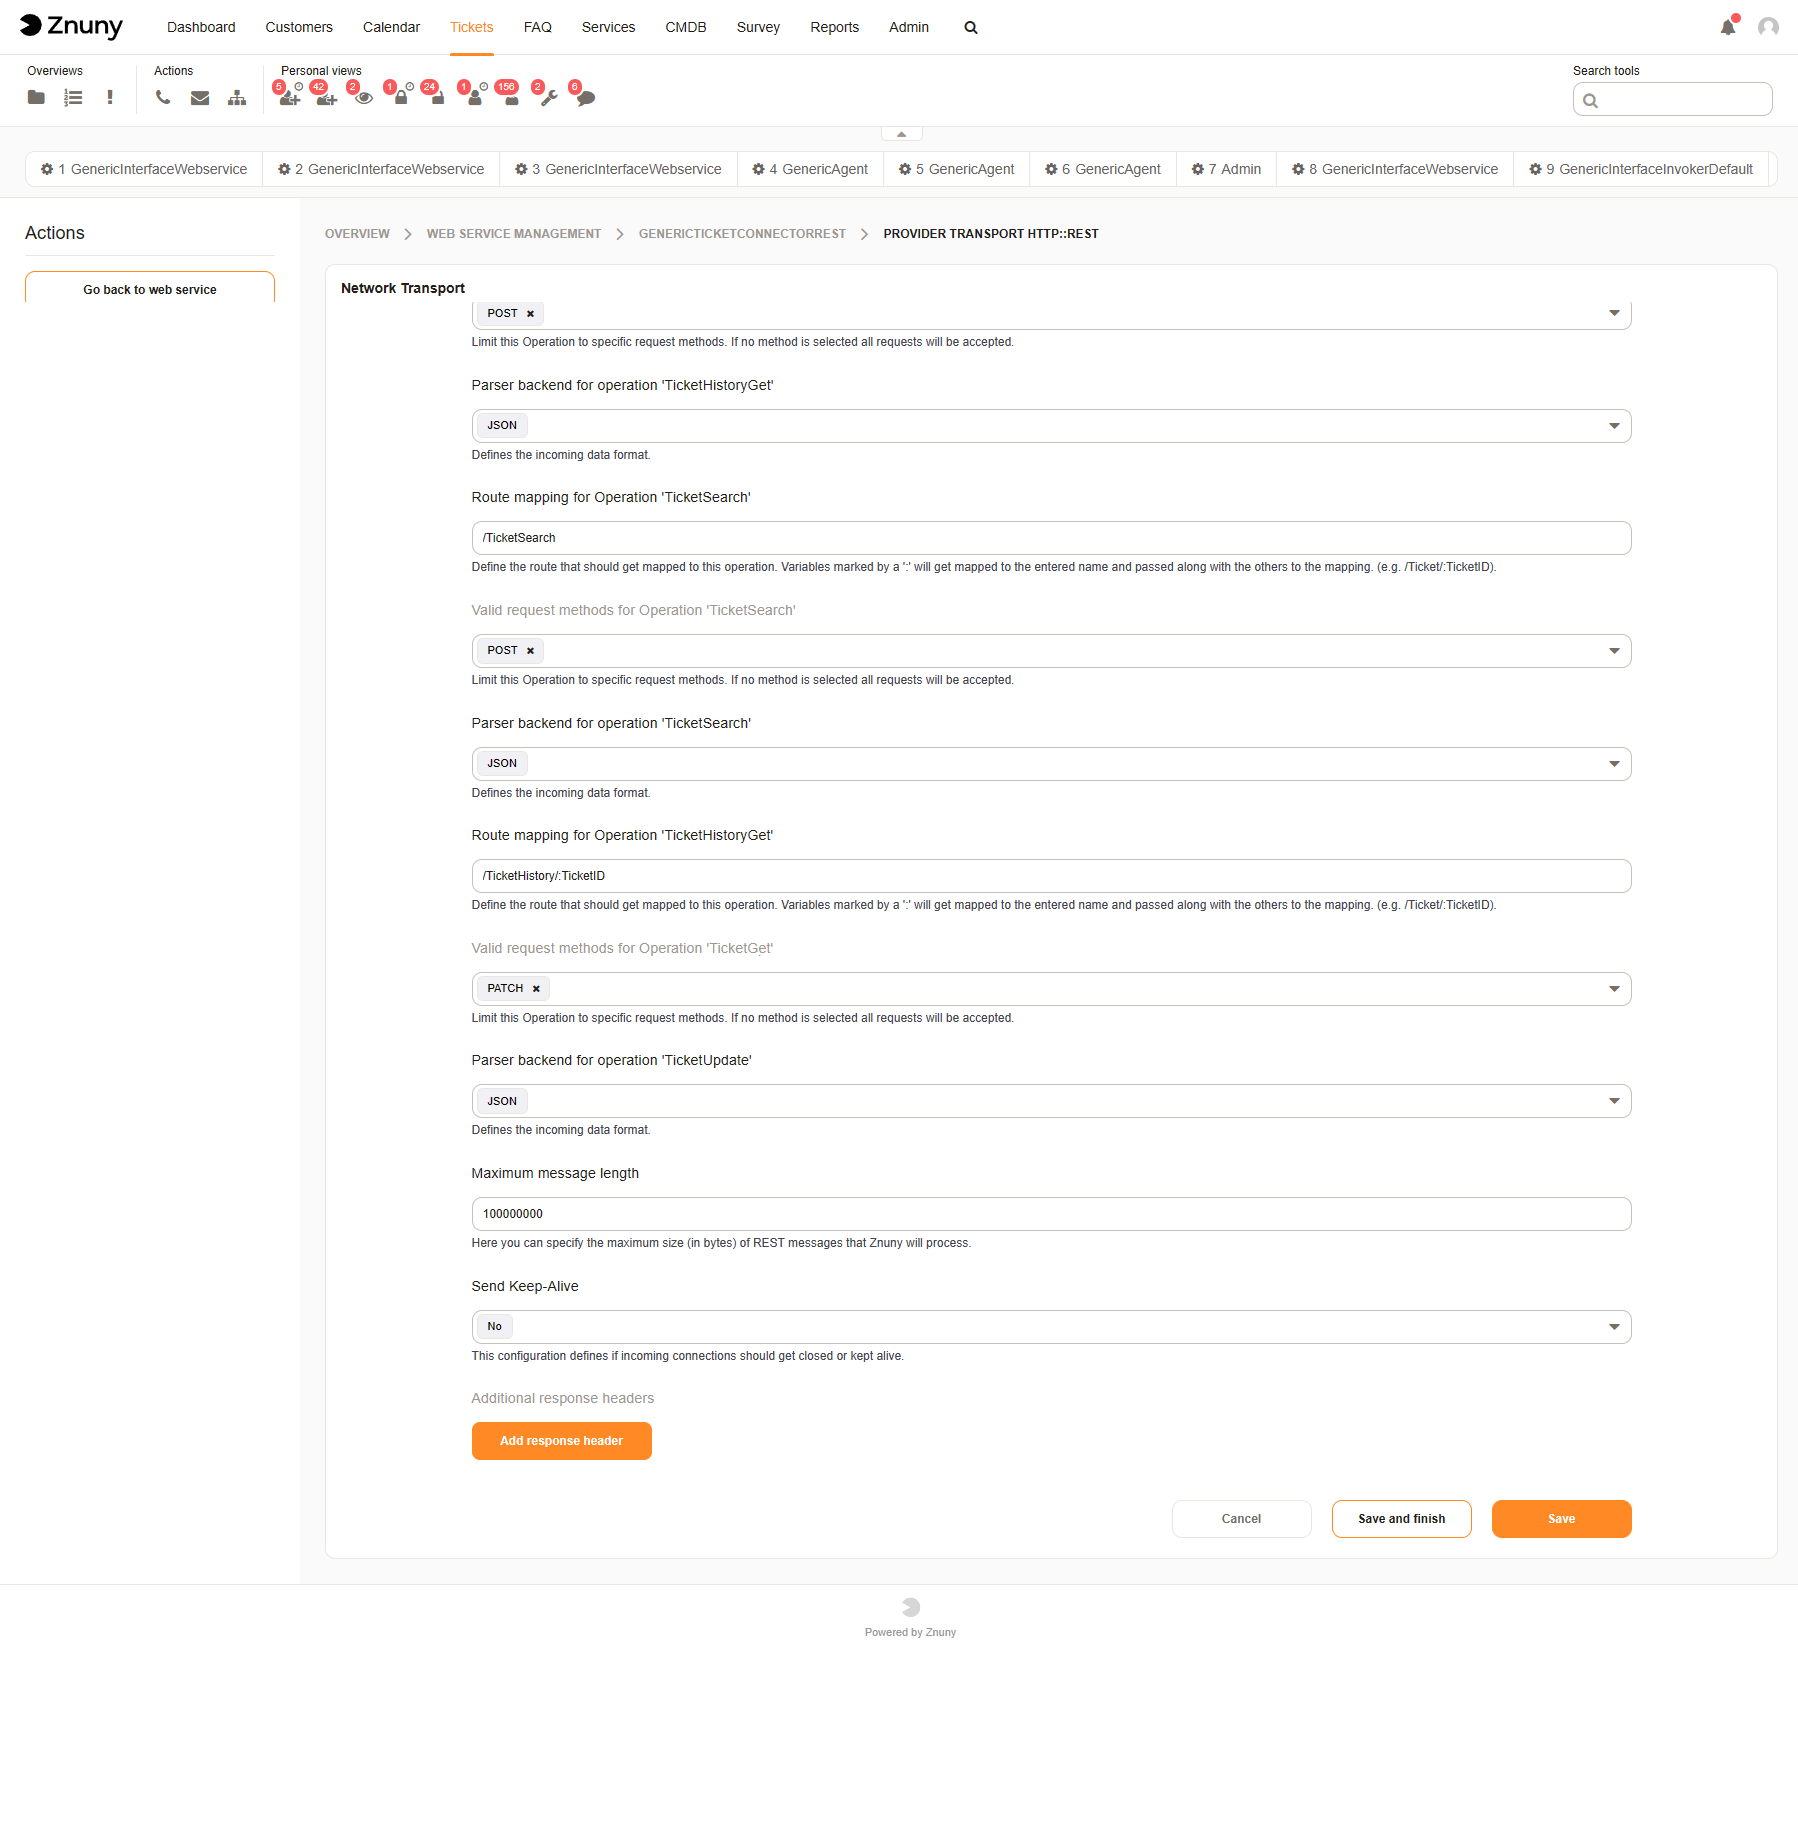 Znuny
Dashboard Customers Calendar Tickets FAQ Services CMDB Survey Reports Admin
Overviews Actions Personal views Search tools
5 42 2 1 24 1 156 2 6
1 GenericInterfaceWebservice 2 GenericInterfaceWebservice 3 GenericInterfaceWebservice 4 GenericAgent 5 GenericAgent 6 GenericAgent 7 Admin 8 GenericInterfaceWebservice 9 GenericInterfaceInvokerDefault
Actions
Go back to web service
OVERVIEW WEB SERVICE MANAGEMENT GENERICTICKETCONNECTORREST PROVIDER TRANSPORT HTTP::REST
Network Transport
POST
Limit this Operation to specific request methods. If no method is selected all requests will be accepted.
Parser backend for operation 'TicketHistoryGet'
JSON
Defines the incoming data format.
Route mapping for Operation 'TicketSearch'
/TicketSearch
Define the route that should get mapped to this operation. Variables marked by a ':' will get mapped to the entered name and passed along with the others to the mapping. (e.g. /Ticket/:TicketID).
Valid request methods for Operation 'TicketSearch'
POST
Limit this Operation to specific request methods. If no method is selected all requests will be accepted.
Parser backend for operation 'TicketSearch'
JSON
Defines the incoming data format.
Route mapping for Operation 'TicketHistoryGet'
/TicketHistory/:TicketID
Define the route that should get mapped to this operation. Variables marked by a ':' will get mapped to the entered name and passed along with the others to the mapping. (e.g. /Ticket/:TicketID).
Valid request methods for Operation 'TicketGet'
PATCH
Limit this Operation to specific request methods. If no method is selected all requests will be accepted.
Parser backend for operation 'TicketUpdate'
JSON
Defines the incoming data format.
Maximum message length
100000000
Here you can specify the maximum size (in bytes) of REST messages that Znuny will process.
Send Keep-Alive
No
This configuration defines if incoming connections should get closed or kept alive.
Additional response headers
Add response header
Cancel Save and finish Save
Powered by Znuny